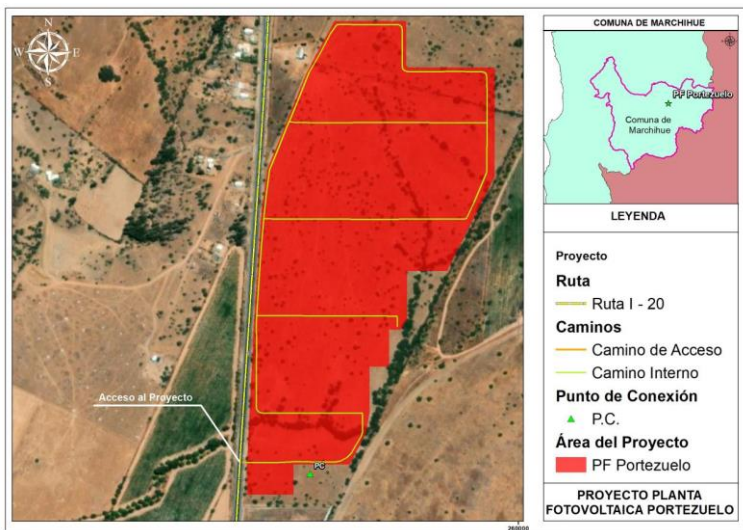 N
W
E
S
Acceso al Proyecto
PC
COMUNA DE MARCHIHUE
PF Portezuelo
Comuna de
Marchihue
LEYENDA
Proyecto
Ruta
Ruta I - 20
Caminos
Camino de Acceso
Camino Interno
Punto de Conexión
P.C.
Área del Proyecto
PF Portezuelo
PROYECTO PLANTA
FOTOVOLTAICA PORTEZUELO